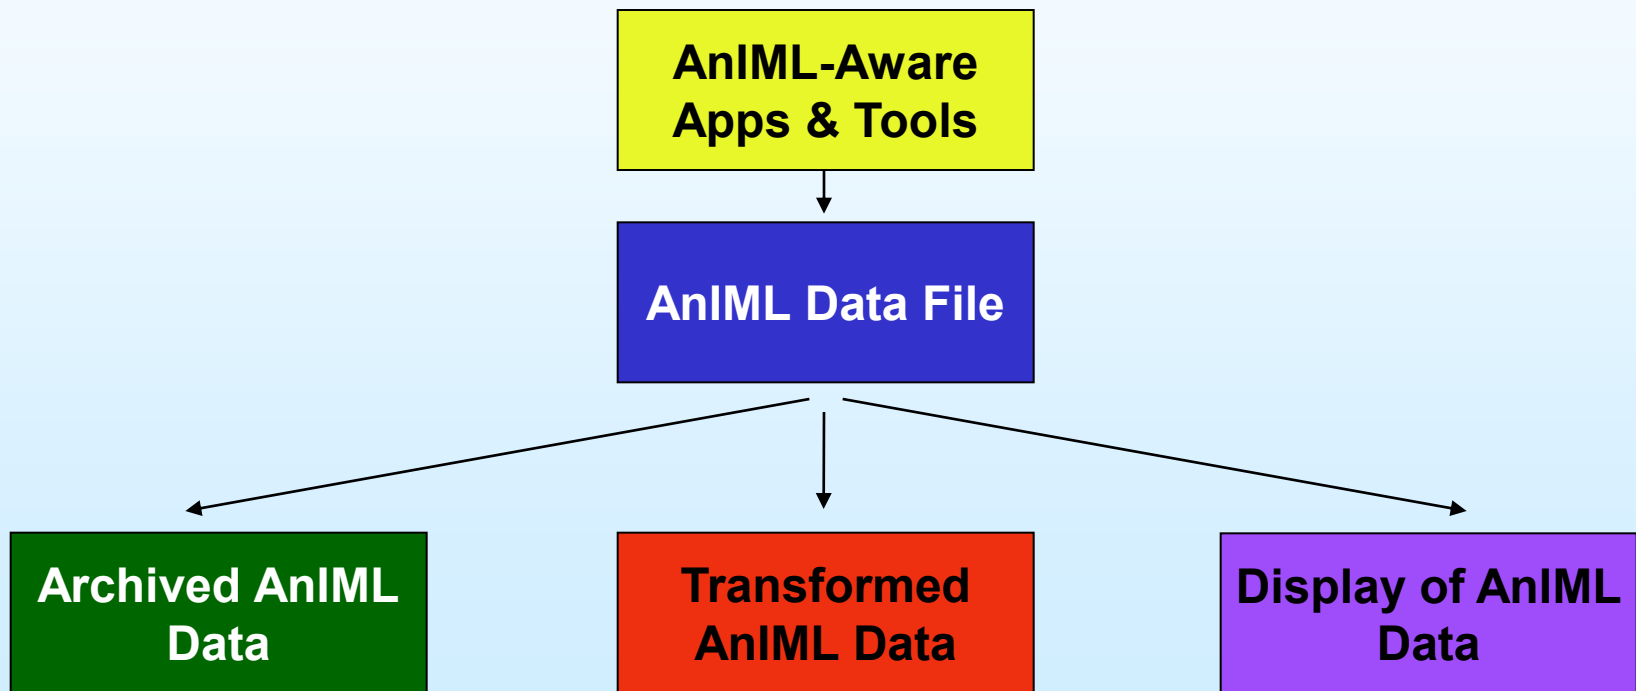 AnIML-Aware
Apps & Tools
AnIML Data File
Archived AnIML
Data
Transformed
AnIML Data
Display of AnIML
Data